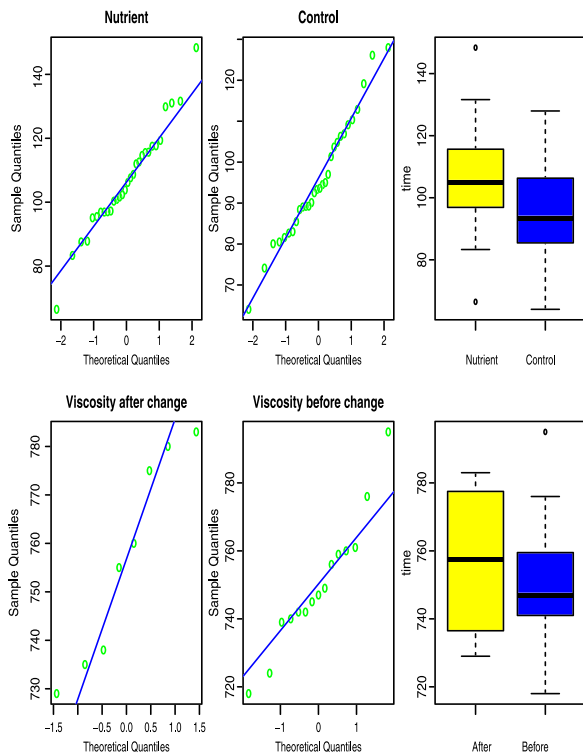 Nutrient
Control
Sample Quantiles
80 100 120 140
−2 −1 0 1 2
Theoretical Quantiles
Sample Quantiles
60 70 80 90 100 120
−2 −1 0 1 2
Theoretical Quantiles
time
80 100 120 140
Nutrient Control
Viscosity after change
Viscosity before change
Sample Quantiles
730 740 750 760 770 780
−1.5 −0.5 0.0 0.5 1.0 1.5
Theoretical Quantiles
Sample Quantiles
720 740 760 780
−1 0 1
Theoretical Quantiles
time
720 740 760 780
After Before